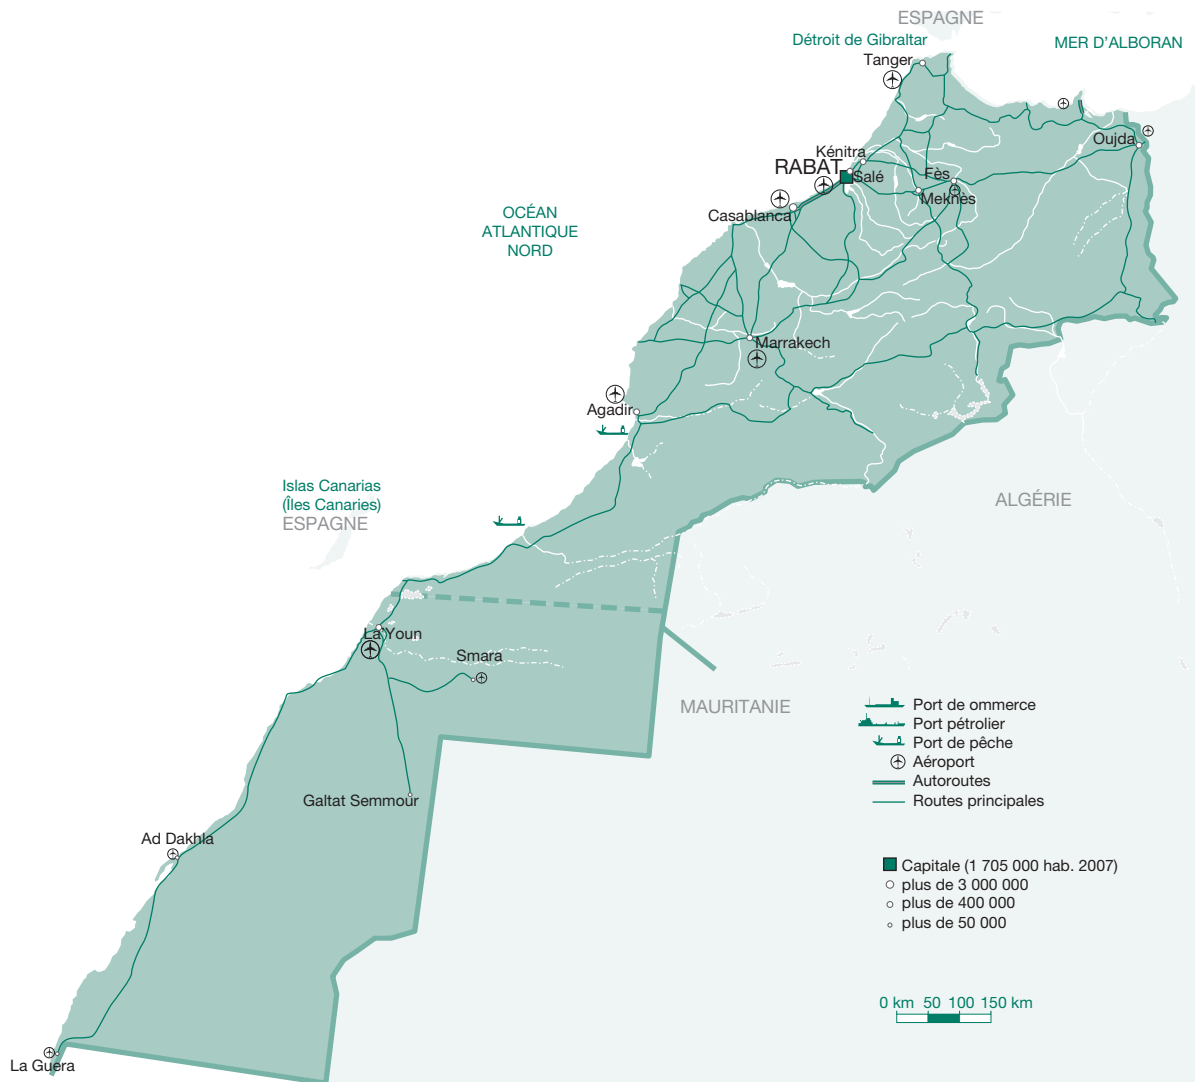 ESPAGNE
Détroit de Gibraltar
MER D'ALBORAN
Tanger
Oujda
Kénitra
RABAT
Salé
Fès
Meknès
Casablanca
OCÉAN
ATLANTIQUE
NORD
Marrakech
Agadir
Islas Canarias
(Îles Canaries)
ESPAGNE
ALGÉRIE
La'Youn
Smara
MAURITANIE
Galtat Semmour
Ad Dakhla
La Guera
Port de ommerce
Port pétrolier
Port de pêche
Aéroport
Autoroutes
Routes principales
Capitale (1 705 000 hab. 2007)
plus de 3 000 000
plus de 400 000
plus de 50 000
0 km 50 100 150 km